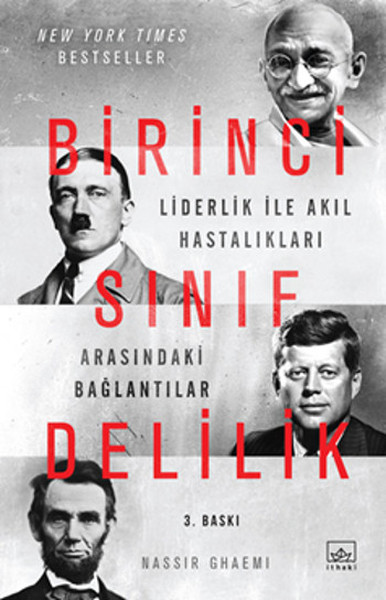 NEW YORK TIMES
BESTSELLER
BİRİNCİ
LİDERLİK İLE AKIL
HASTALIKLARI
SINIF
ARASINDAKİ
BAĞLANTILAR
DELİLİK
3. BASKI
NASSIR GHAEMI
ithaki